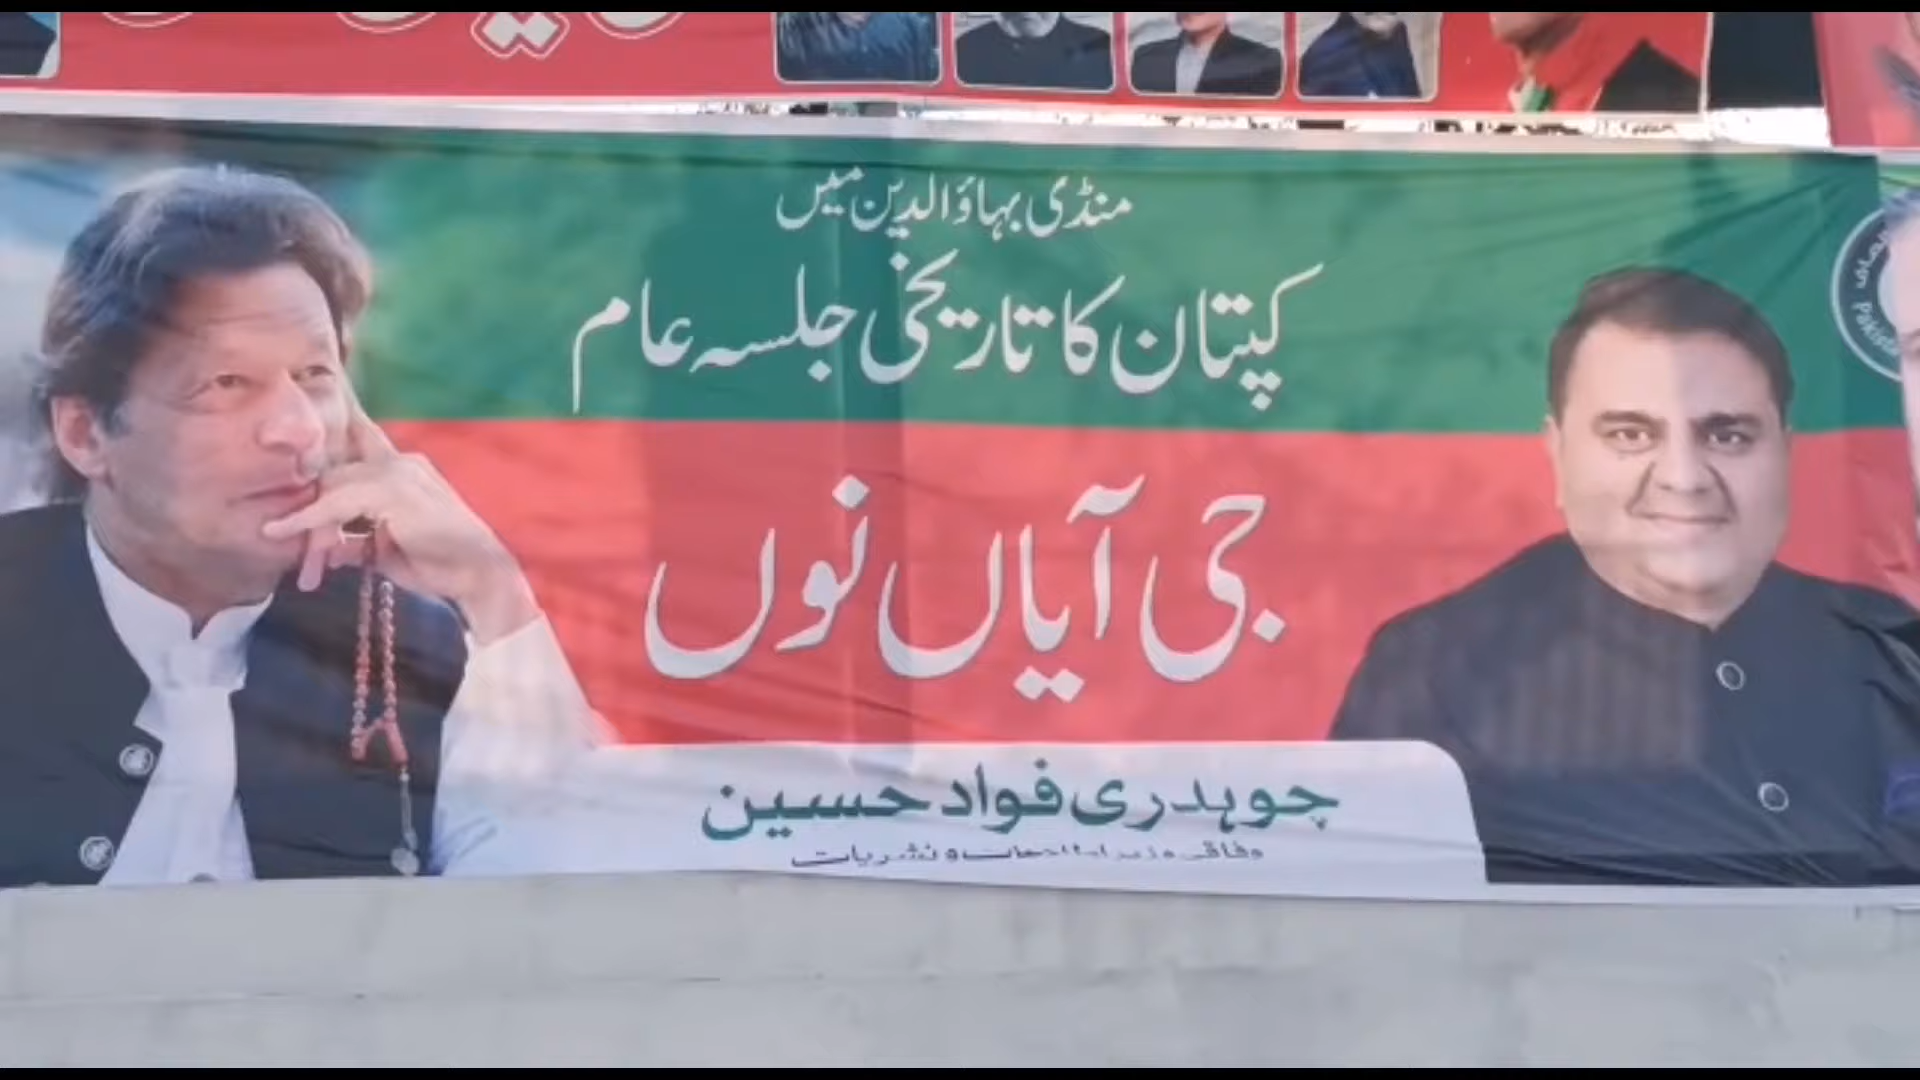 منڈی بہاؤالدین میں
کپتان کا تاریخی جلسہ عام
جی آیاں نوں
چوہدری فواد حسین
وفاقی وزیر اطلاعات و نشریات